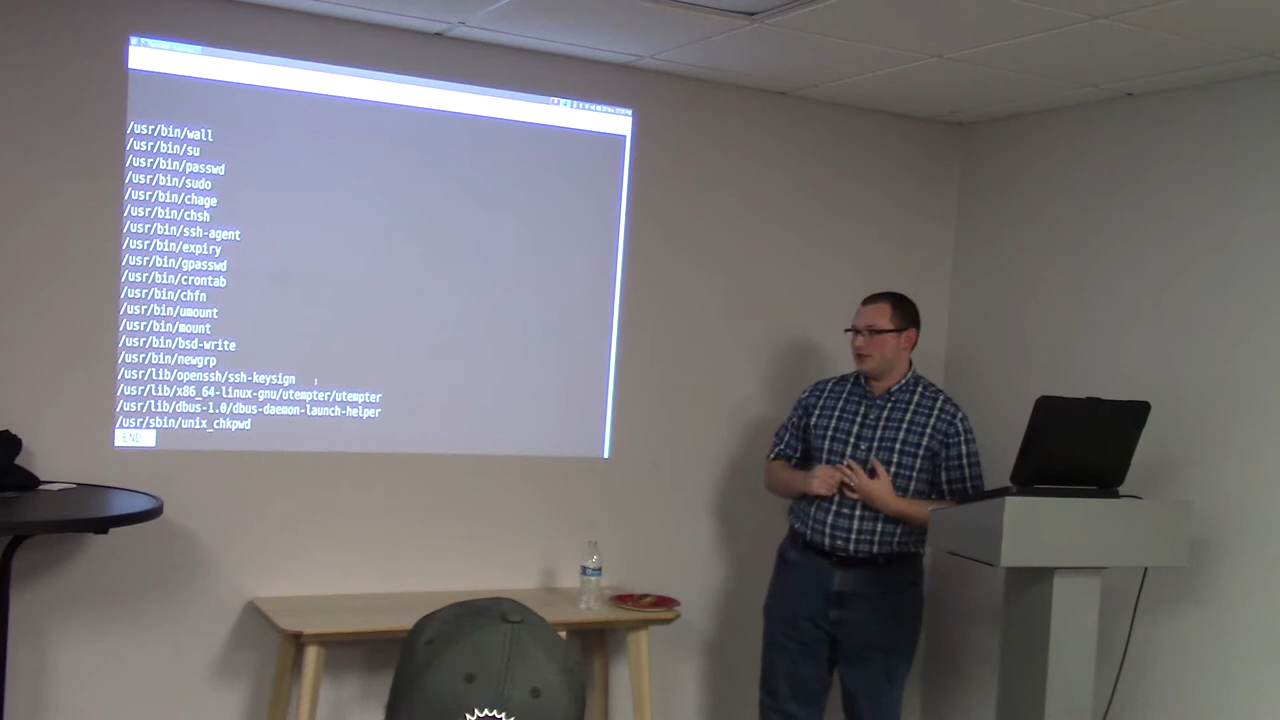 /usr/bin/wall
/usr/bin/su
/usr/bin/passwd
/usr/bin/sudo
/usr/bin/chage
/usr/bin/chsh
/usr/bin/ssh-agent
/usr/bin/expiry
/usr/bin/gpasswd
/usr/bin/crontab
/usr/bin/chfn
/usr/bin/umount
/usr/bin/mount
/usr/bin/bsd-write
/usr/bin/newgrp
/usr/lib/openssh/ssh-keysign
/usr/lib/x86_64-linux-gnu/utempter/utempter
/usr/lib/dbus-1.0/dbus-daemon-launch-helper
/usr/sbin/unix_chkpwd
END